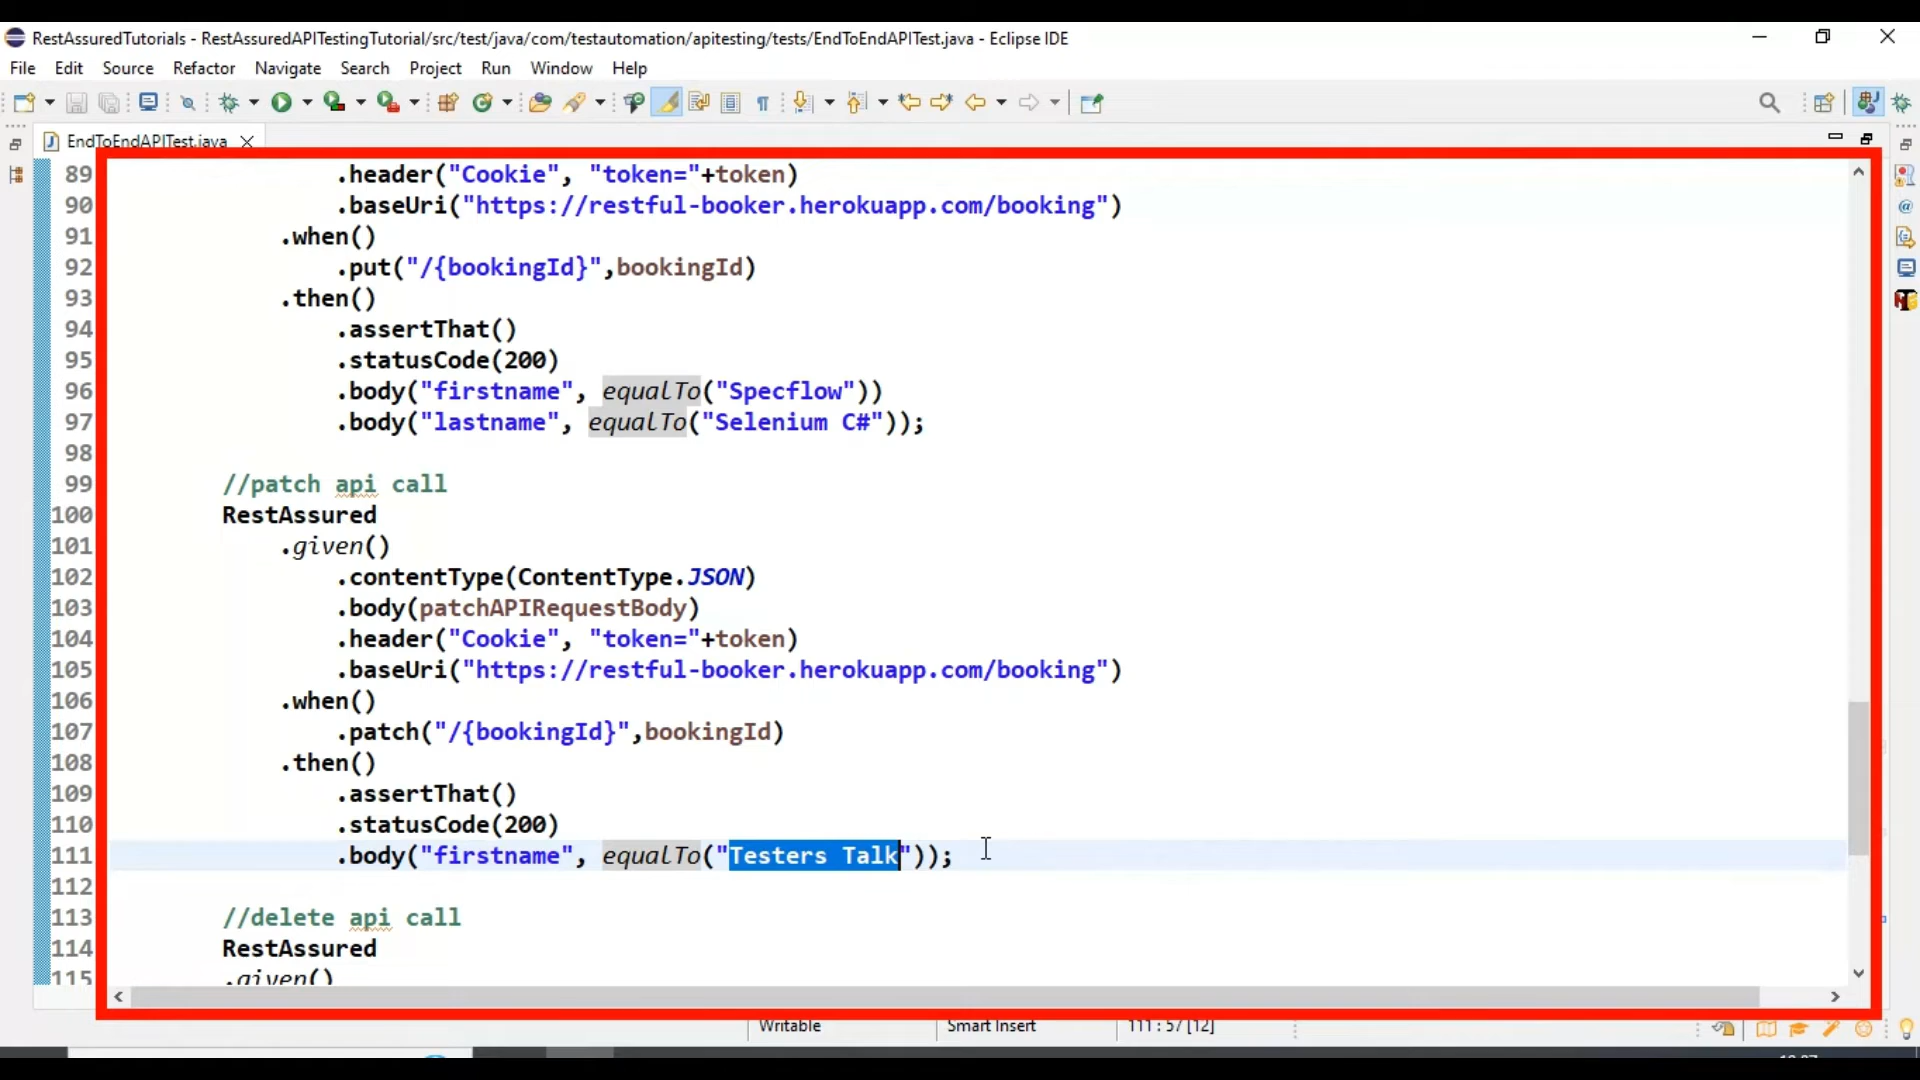 RestAssuredTutorials - RestAssuredAPITestingTutorial/src/test/java/com/testautomation/apitesting/tests/EndToEndAPITest.java - Eclipse IDE
File Edit Source Refactor Navigate Search Project Run Window Help
EndToEndAPITest.java
89 .header("Cookie", "token="+token)
90 .baseUri("https://restful-booker.herokuapp.com/booking")
91 .when()
92 .put("/{bookingId}",bookingId)
93 .then()
94 .assertThat()
95 .statusCode(200)
96 .body("firstname", equalTo("Specflow"))
97 .body("lastname", equalTo("Selenium C#"));
98
99 //patch api call
100 RestAssured
101 .given()
102 .contentType(ContentType.JSON)
103 .body(patchAPIRequestBody)
104 .header("Cookie", "token="+token)
105 .baseUri("https://restful-booker.herokuapp.com/booking")
106 .when()
107 .patch("/{bookingId}",bookingId)
108 .then()
109 .assertThat()
110 .statusCode(200)
111 .body("firstname", equalTo("Testers Talk"));
112
113 //delete api call
114 RestAssured
115 .given()
Writable Smart Insert 111 : 57 [12]